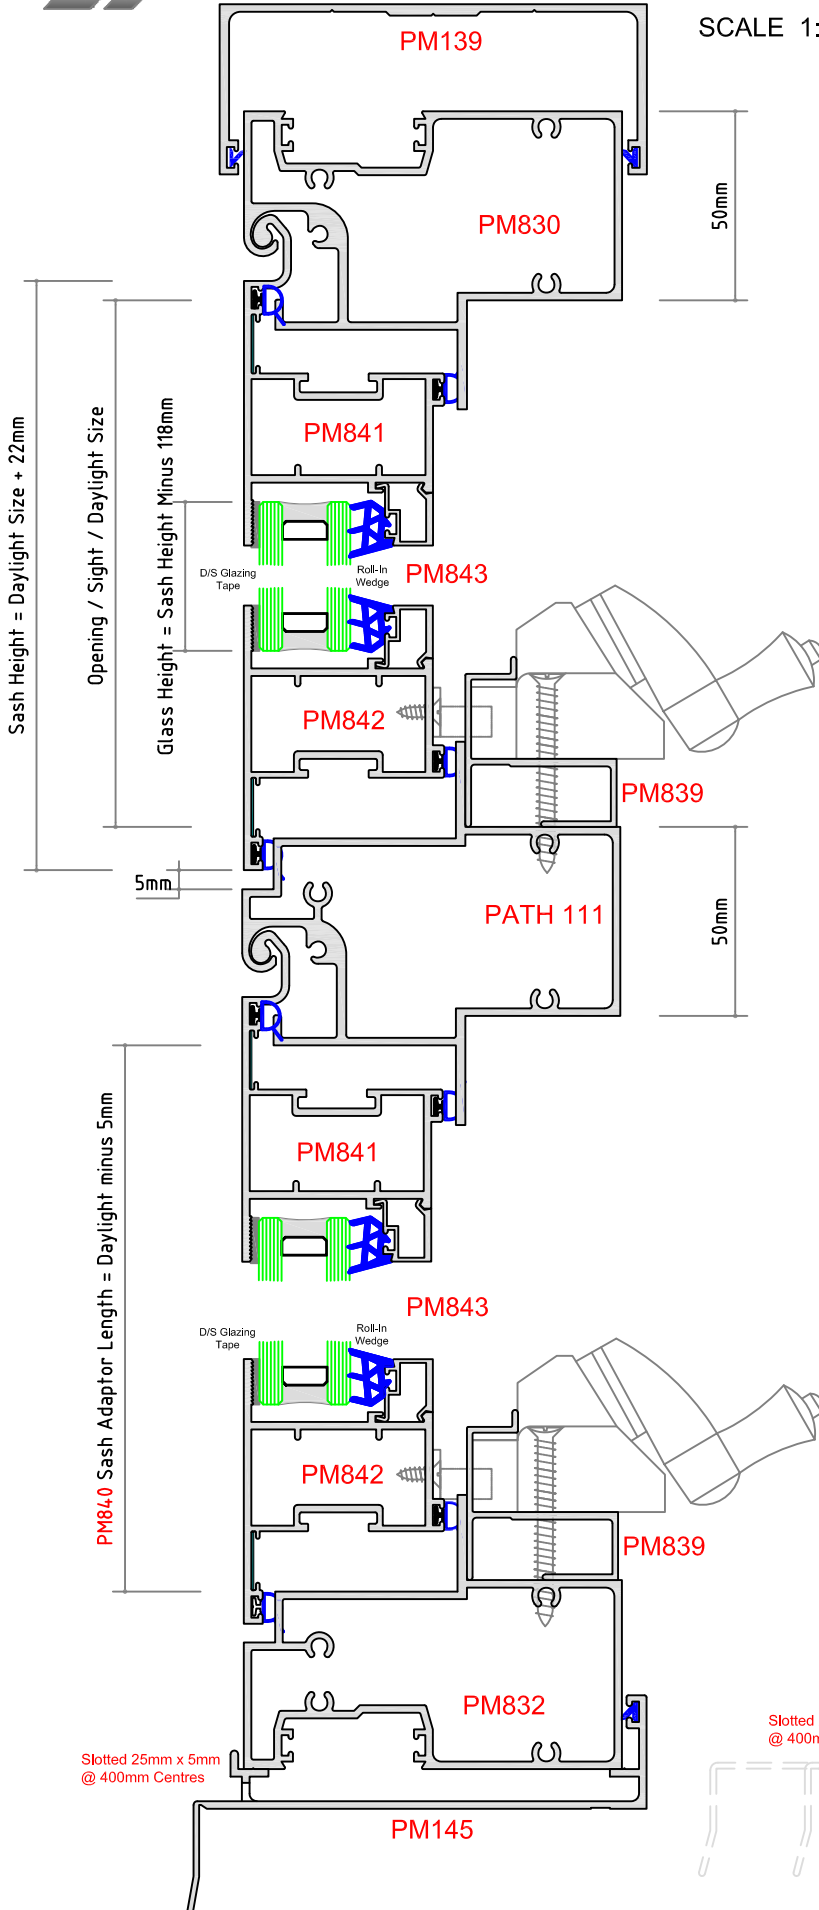 PM139
SCALE 1:
PM830
50mm
Sash Height = Daylight Size + 22mm
Opening / Sight / Daylight Size
Glass Height = Sash Height Minus 118mm
PM841
D/S Glazing
Tape
Roll-In
Wedge
PM843
PM842
PM839
5mm
PATH 111
50mm
PM841
PM840 Sash Adaptor Length = Daylight minus 5mm
PM843
D/S Glazing
Tape
Roll-In
Wedge
PM842
PM839
PM832
Slotted 25mm x 5mm
@ 400mm Centres
Slotted
@ 400m
PM145